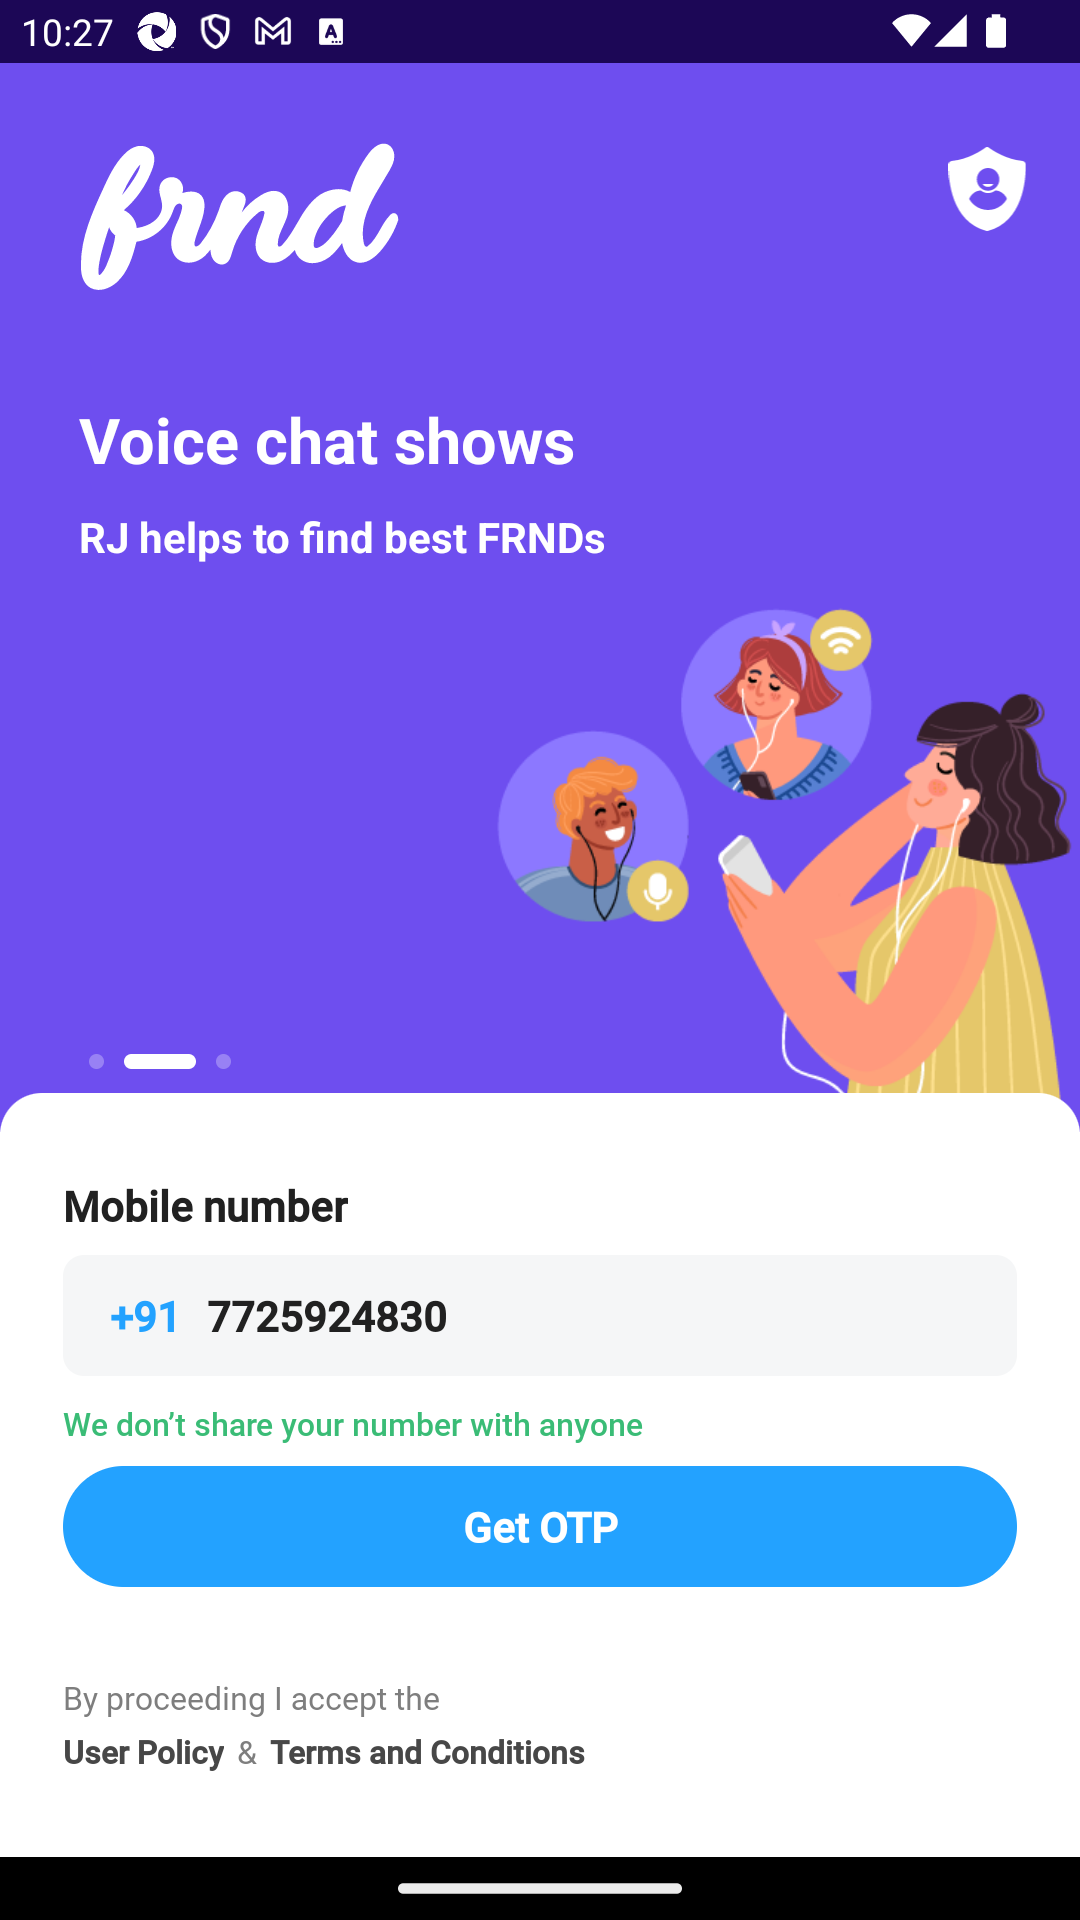 10:27
frnd
Voice chat shows
RJ helps to find best FRNDs
Mobile number
+91 7725924830
We don’t share your number with anyone
Get OTP
By proceeding I accept the
User Policy & Terms and Conditions